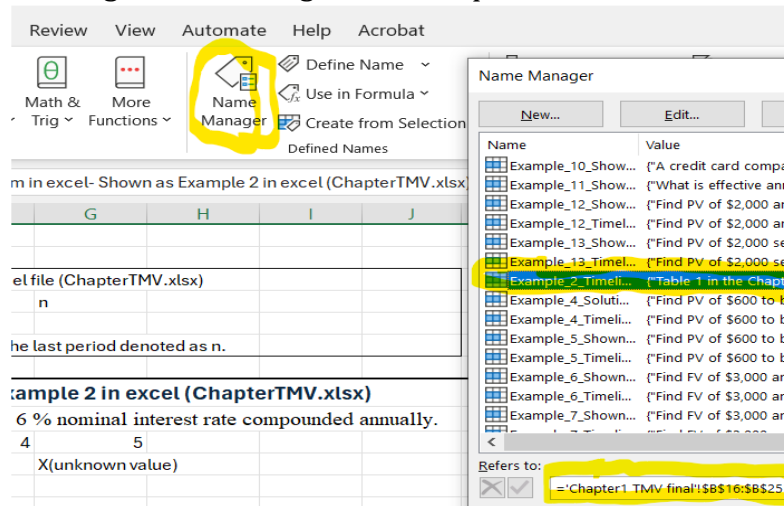 Review View Automate Help Acrobat
Math & Trig
More Functions
Name Manager
Define Name
Use in Formula
Create from Selection
Defined Names
m in excel- Shown as Example 2 in excel (ChapterTMV.xlsx)
G H I J
el file (ChapterTMV.xlsx)
n
he last period denoted as n.
ample 2 in excel (ChapterTMV.xlsx)
6 % nominal interest rate compounded annually.
4 5
X(unknown value)
Name Manager
New... Edit...
Name Value
Example_10_Show... {"A credit card compa
Example_11_Show... {"What is effective ann
Example_12_Show... {"Find PV of $2,000 an
Example_12_Timel... {"Find PV of $2,000 an
Example_13_Show... {"Find PV of $2,000 se
Example_13_Timel... {"Find PV of $2,000 se
Example_2_Timeli... {"Table 1 in the Chapt
Example_4_Soluti... {"Find PV of $600 to b
Example_4_Timeli... {"Find PV of $600 to b
Example_5_Shown... {"Find PV of $600 to b
Example_5_Timeli... {"Find PV of $600 to b
Example_6_Shown... {"Find FV of $3,000 an
Example_6_Timeli... {"Find FV of $3,000 an
Example_7_Shown... {"Find FV of $3,000 an
Refers to:
='Chapter1 TMV final'!$B$16:$B$25